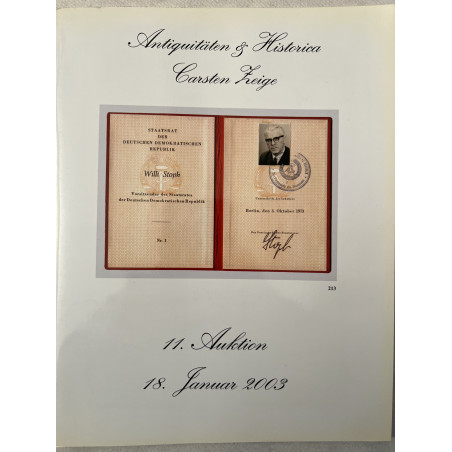 Antiquitäten & Historica
Carsten Zeige
STAATSRAT
DER
DEUTSCHEN DEMOKRATISCHEN
REPUBLIK
Willi Stoph
Vorsitzender des Staatsrates
der Deutschen Demokratischen Republik
Nr. 1
Berlin, den 3. Oktober 1973
Stoph
213
11. Auktion
18. Januar 2003